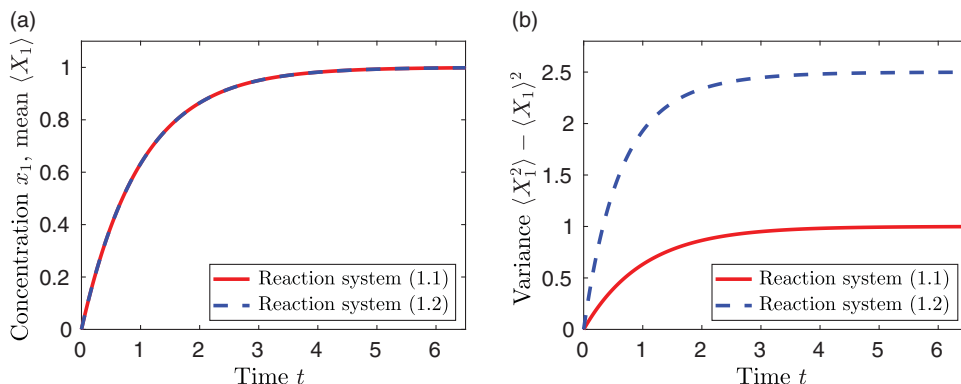 (a)
Concentration x₁, mean ⟨X₁⟩
1
0.8
0.6
0.4
0.2
0
0 1 2 3 4 5 6
Time t
Reaction system (1.1)
Reaction system (1.2)
(b)
Variance ⟨X₁²⟩ − ⟨X₁⟩²
2.5
2
1.5
1
0.5
0
0 1 2 3 4 5 6
Time t
Reaction system (1.1)
Reaction system (1.2)